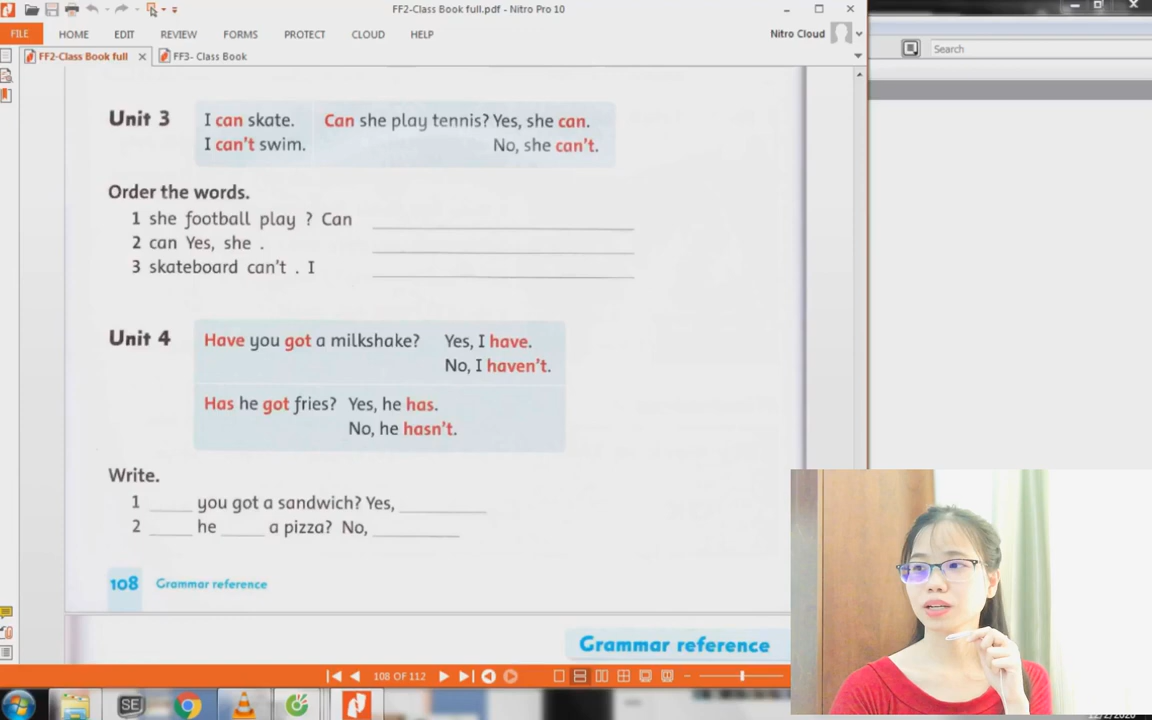 FF2-Class Book full.pdf - Nitro Pro 10
FILE HOME EDIT REVIEW FORMS PROTECT CLOUD HELP
Nitro Cloud
FF2-Class Book full
FF3- Class Book
Search
Unit 3
I can skate.
I can't swim.
Can she play tennis? Yes, she can.
No, she can't.
Order the words.
1 she football play ? Can
2 can Yes, she .
3 skateboard can't . I
Unit 4
Have you got a milkshake? Yes, I have.
No, I haven't.
Has he got fries? Yes, he has.
No, he hasn't.
Write.
1 ____ you got a sandwich? Yes, ________
2 ____ he ____ a pizza? No, ________
108 Grammar reference
Grammar reference
108 OF 112
SE